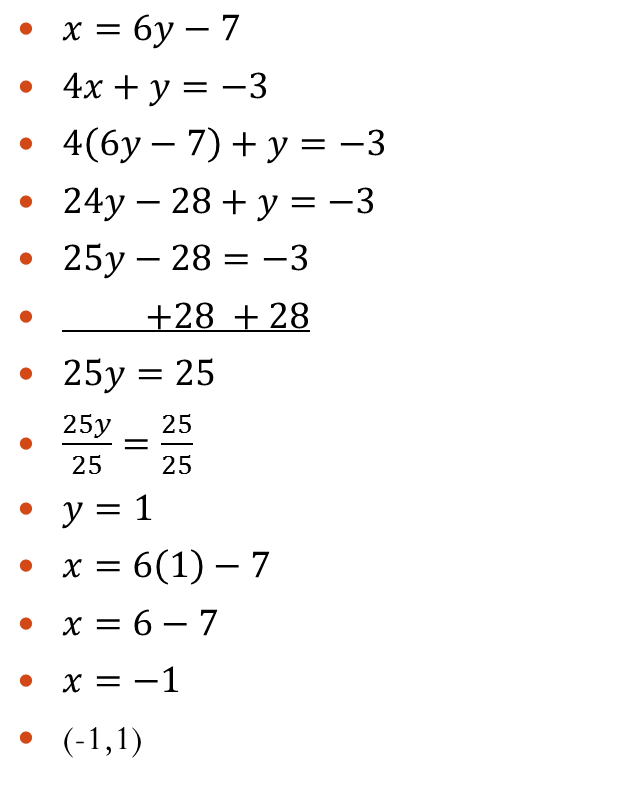 • x = 6y − 7
• 4x + y = −3
• 4(6y − 7) + y = −3
• 24y − 28 + y = −3
• 25y − 28 = −3
• +28 + 28
• 25y = 25
• 25y/25 = 25/25
• y = 1
• x = 6(1) − 7
• x = 6 − 7
• x = −1
• (-1,1)